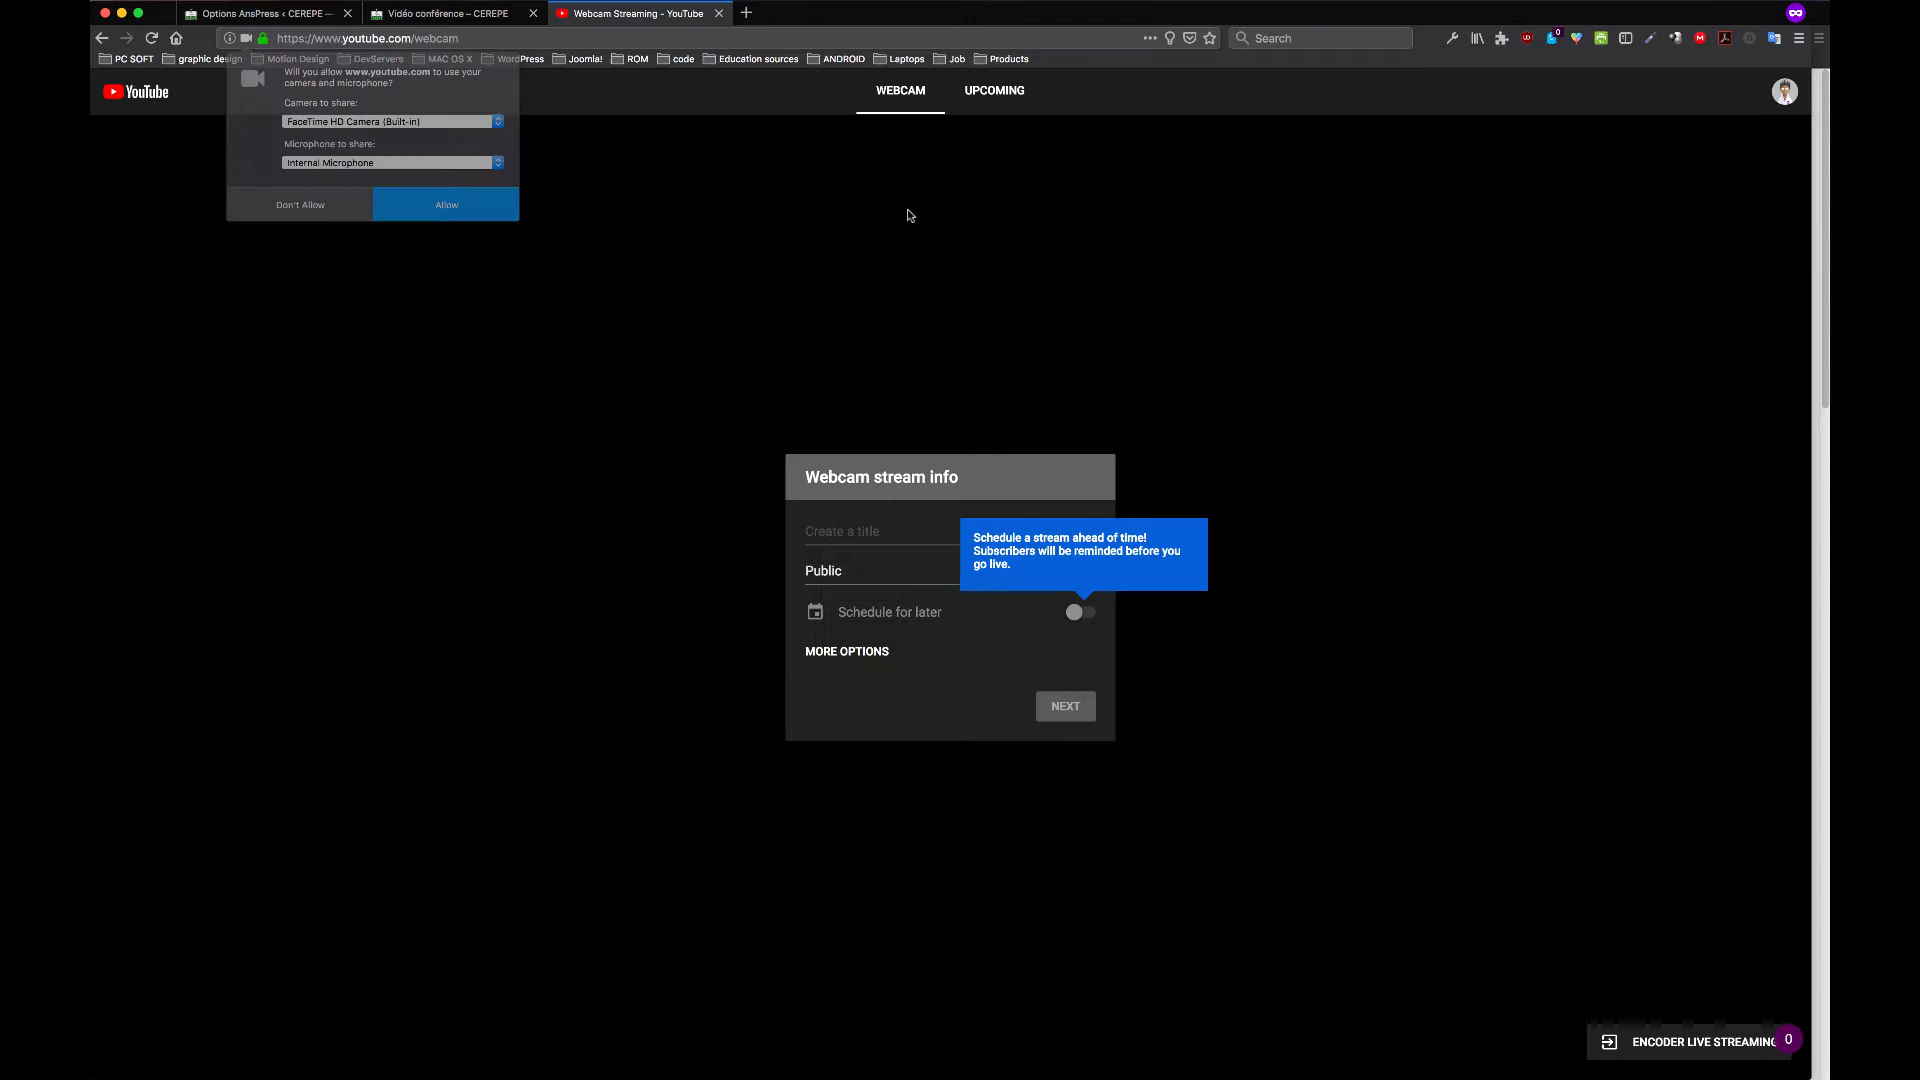 Options AnsPress ‹ CEREPE —
Vidéo conférence – CEREPE
Webcam Streaming - YouTube
https://www.youtube.com/webcam
Search
0
PC SOFT
graphic design
Motion Design
DevServers
MAC OS X
WordPress
Joomla!
ROM
code
Education sources
ANDROID
Laptops
Job
Products
Will you allow www.youtube.com to use your
camera and microphone?
Camera to share:
FaceTime HD Camera (Built-in)
Microphone to share:
Internal Microphone
Don't Allow
Allow
YouTube
WEBCAM
UPCOMING
Webcam stream info
Create a title
Schedule a stream ahead of time!
Subscribers will be reminded before you
go live.
Public
Schedule for later
MORE OPTIONS
NEXT
ENCODER LIVE STREAMING
0